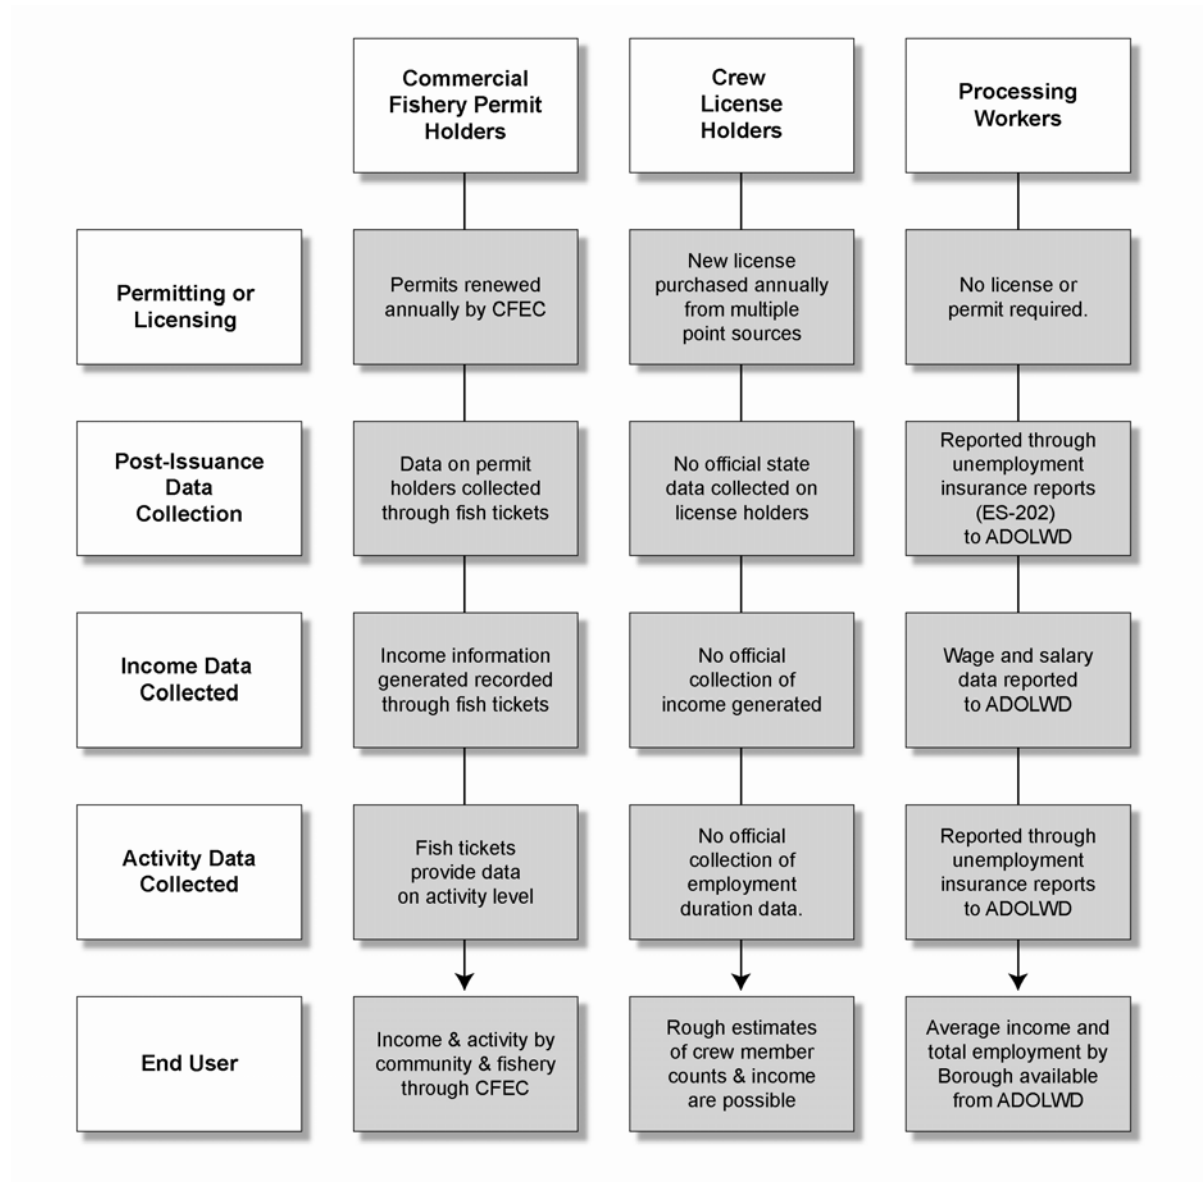 Commercial
Fishery Permit
Holders
Crew
License
Holders
Processing
Workers
Permitting or
Licensing
Permits renewed
annually by CFEC
New license
purchased annually
from multiple
point sources
No license or
permit required.
Post-Issuance
Data
Collection
Data on permit
holders collected
through fish tickets
No official state
data collected on
license holders
Reported through
unemployment
insurance reports
(ES-202)
to ADOLWD
Income Data
Collected
Income information
generated recorded
through fish tickets
No official
collection of
income generated
Wage and salary
data reported
to ADOLWD
Activity Data
Collected
Fish tickets
provide data
on activity level
No official
collection of
employment
duration data.
Reported through
unemployment
insurance reports
to ADOLWD
End User
Income & activity by
community & fishery
through CFEC
Rough estimates
of crew member
counts & income
are possible
Average income and
total employment by
Borough available
from ADOLWD